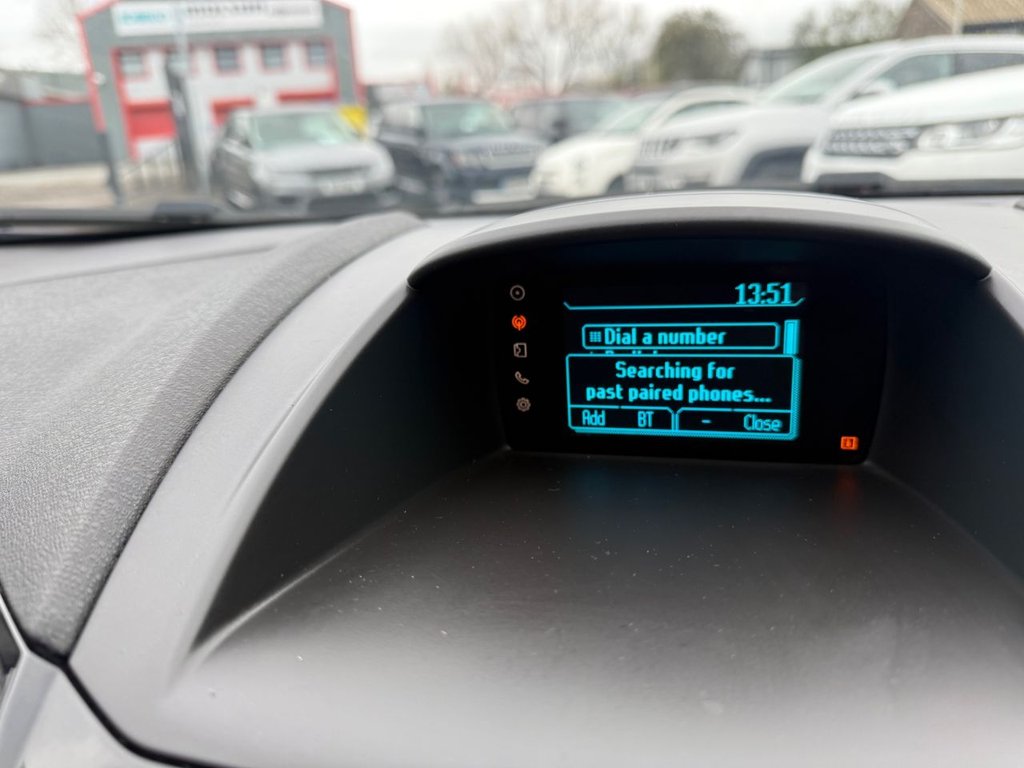 13:51
Dial a number
Searching for
past paired phones...
Add BT - Close